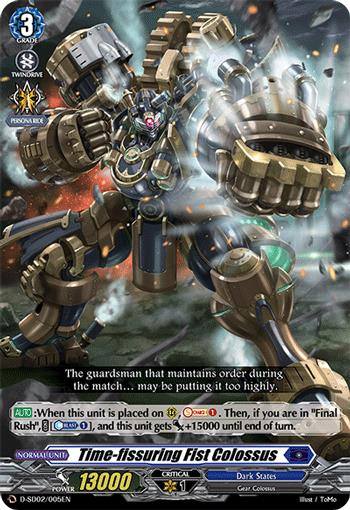 3
GRADE
TWINDRIVE
PERSONA RIDE
The guardsman that maintains order during
the match… may be putting it too highly.
AUTO:When this unit is placed on Ⓥ, CHARGE 1. Then, if you are in "Final
Rush", [BLAST 1], and this unit gets +15000 until end of turn.
NORMAL UNIT
Time-fissuring Fist Colossus
POWER 13000
CRITICAL
1
Dark States
Gear Colossus
D-SD02/005EN
Illust / ToMo